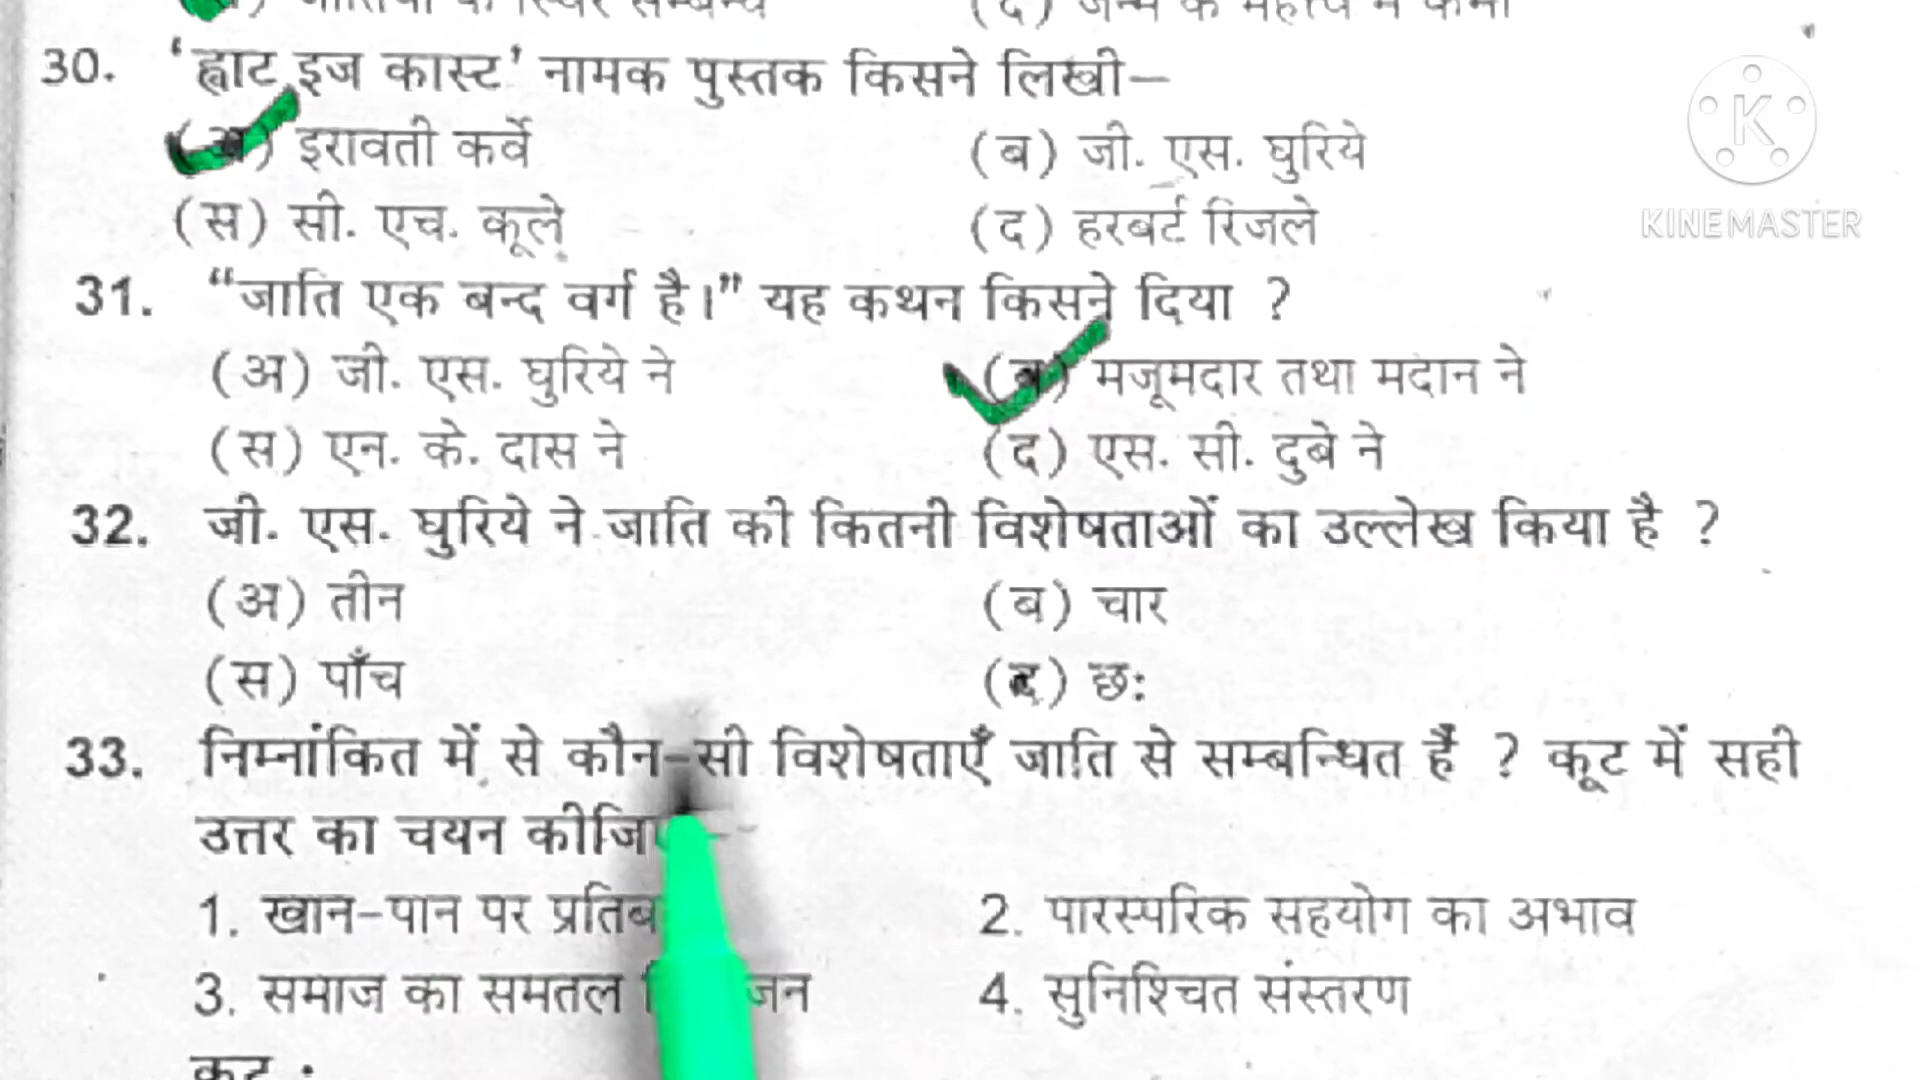 30. 'ह्वाट इज कास्ट' नामक पुस्तक किसने लिखी—
(अ) इरावती कर्वे (ब) जी. एस. घुरिये
(स) सी. एच. कूले (द) हरबर्ट रिजले
31. “जाति एक बन्द वर्ग है।” यह कथन किसने दिया ?
(अ) जी. एस. घुरिये ने (ब) मजूमदार तथा मदान ने
(स) एन. के. दास ने (द) एस. सी. दुबे ने
32. जी. एस. घुरिये ने जाति की कितनी विशेषताओं का उल्लेख किया है ?
(अ) तीन (ब) चार
(स) पाँच (द) छः
33. निम्नांकित में से कौन-सी विशेषताएँ जाति से सम्बन्धित हैं ? कूट में सही
उत्तर का चयन
1. खान-पान पर 2. पारस्परिक सहयोग का अभाव
3. समाज का समतल 4. सुनिश्चित संस्तरण
K
KINEMASTER